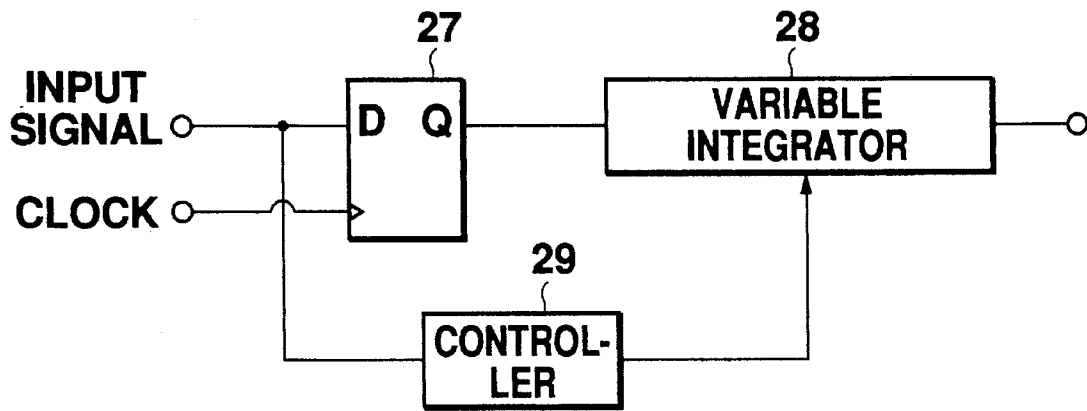 27
28
INPUT
SIGNAL
D Q
VARIABLE
INTEGRATOR
CLOCK
29
CONTROL-
LER